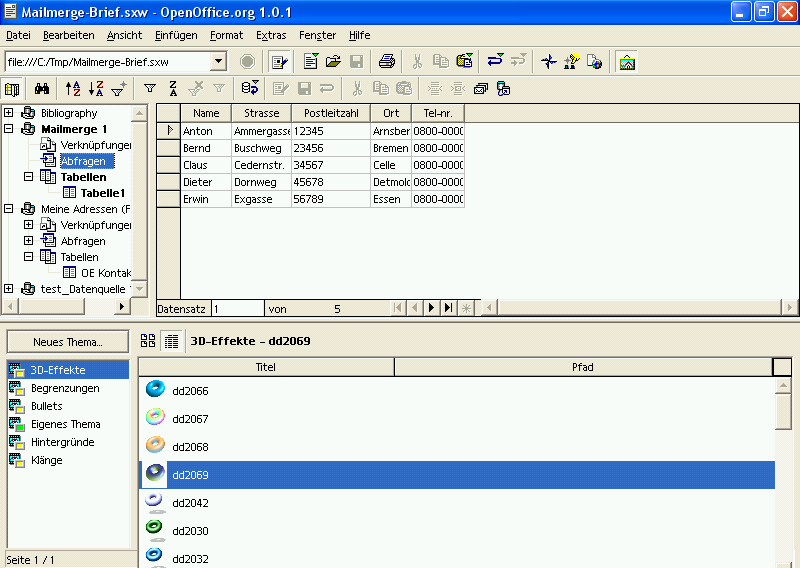 Mailmerge-Brief.sxw - OpenOffice.org 1.0.1
Datei Bearbeiten Ansicht Einfügen Format Extras Fenster Hilfe
file:///C:/Tmp/Mailmerge-Brief.sxw
Bibliography
Mailmerge 1
Verknüpfunger
Abfragen
Tabellen
Tabelle1
Meine Adressen (F
Verknüpfunger
Abfragen
Tabellen
OE Kontak
test_Datenquelle
Name Strasse Postleitzahl Ort Tel-nr.
Anton Ammergasse 12345 Arnsber 0800-0000
Bernd Buschweg 23456 Bremen 0800-0000
Claus Cedernstr. 34567 Celle 0800-0000
Dieter Dornweg 45678 Detmold 0800-0000
Erwin Exgasse 56789 Essen 0800-0000
Datensatz 1 von 5
Neues Thema...
3D-Effekte
Begrenzungen
Bullets
Eigenes Thema
Hintergründe
Klänge
3D-Effekte - dd2069
Titel Pfad
dd2066
dd2067
dd2068
dd2069
dd2042
dd2030
dd2032
Seite 1 / 1